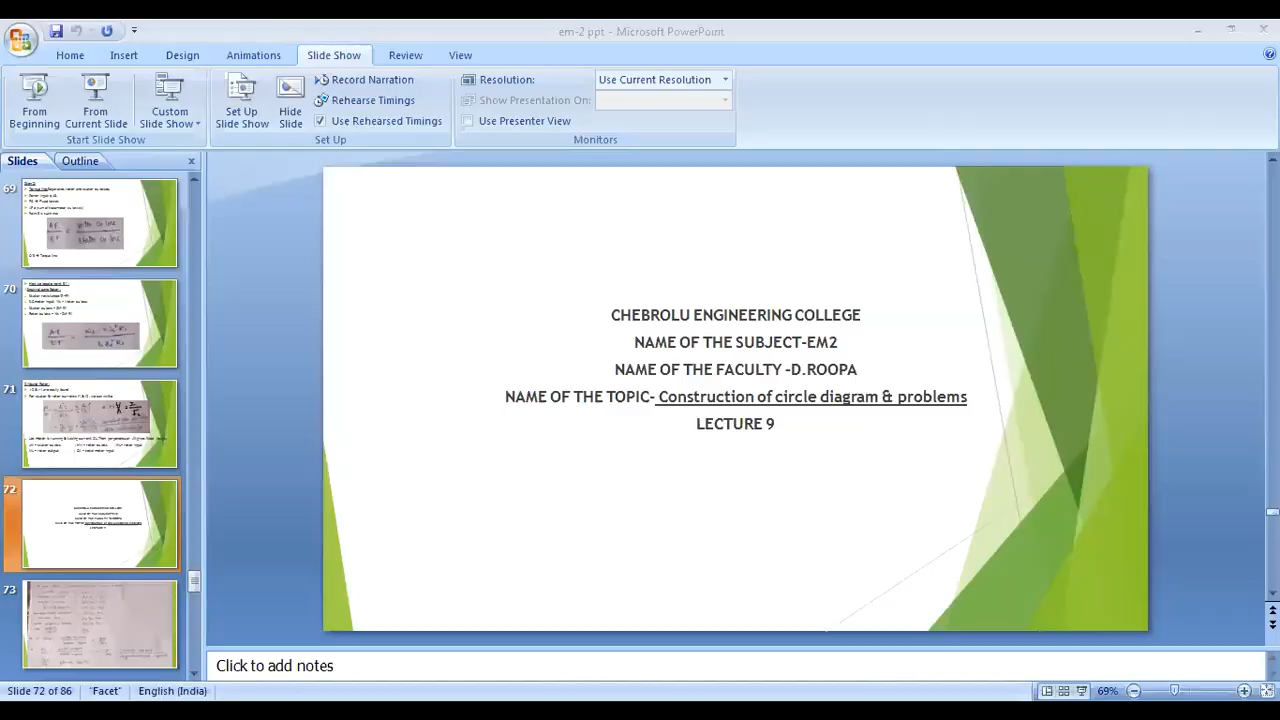 em-2 ppt - Microsoft PowerPoint
Home Insert Design Animations Slide Show Review View
Record Narration
Rehearse Timings
Use Rehearsed Timings
From Beginning
From Current Slide
Custom Slide Show
Set Up Slide Show
Hide Slide
Resolution: Use Current Resolution
Show Presentation On:
Use Presenter View
Start Slide Show Set Up Monitors
Slides Outline
69
70
71
72
73
CHEBROLU ENGINEERING COLLEGE
NAME OF THE SUBJECT-EM2
NAME OF THE FACULTY -D.ROOPA
NAME OF THE TOPIC- Construction of circle diagram & problems
LECTURE 9
Click to add notes
Slide 72 of 86 "Facet" English (India) 69%